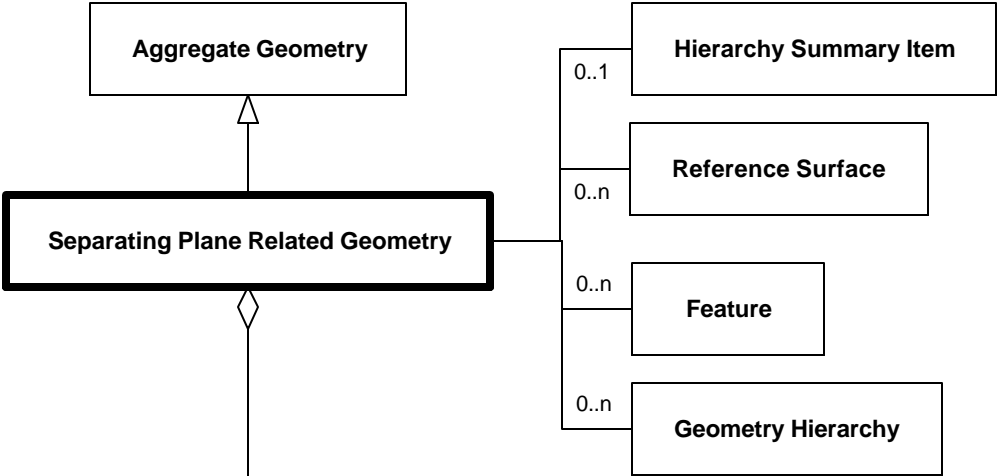 Aggregate Geometry
Hierarchy Summary Item
0..1
Reference Surface
0..n
Separating Plane Related Geometry
0..n
Feature
0..n
Geometry Hierarchy